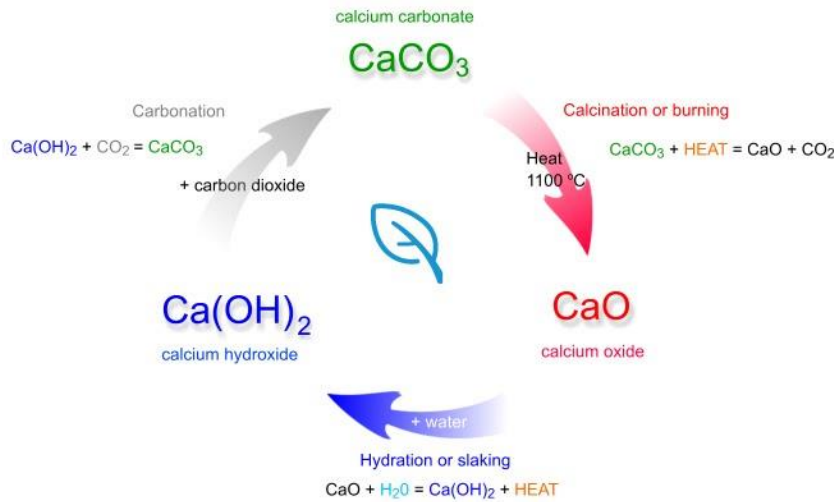 calcium carbonate
CaCO₃
Carbonation
Ca(OH)₂ + CO₂ = CaCO₃
+ carbon dioxide
Calcination or burning
CaCO₃ + HEAT = CaO + CO₂
Heat
1100 ºC
Ca(OH)₂
calcium hydroxide
CaO
calcium oxide
+ water
Hydration or slaking
CaO + H₂0 = Ca(OH)₂ + HEAT